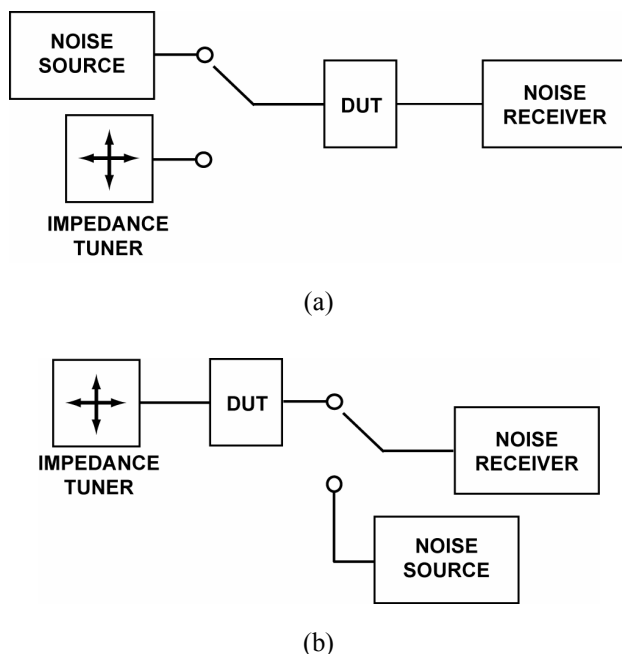 NOISE
SOURCE
DUT
NOISE
RECEIVER
IMPEDANCE
TUNER
(a)
DUT
NOISE
RECEIVER
IMPEDANCE
TUNER
NOISE
SOURCE
(b)